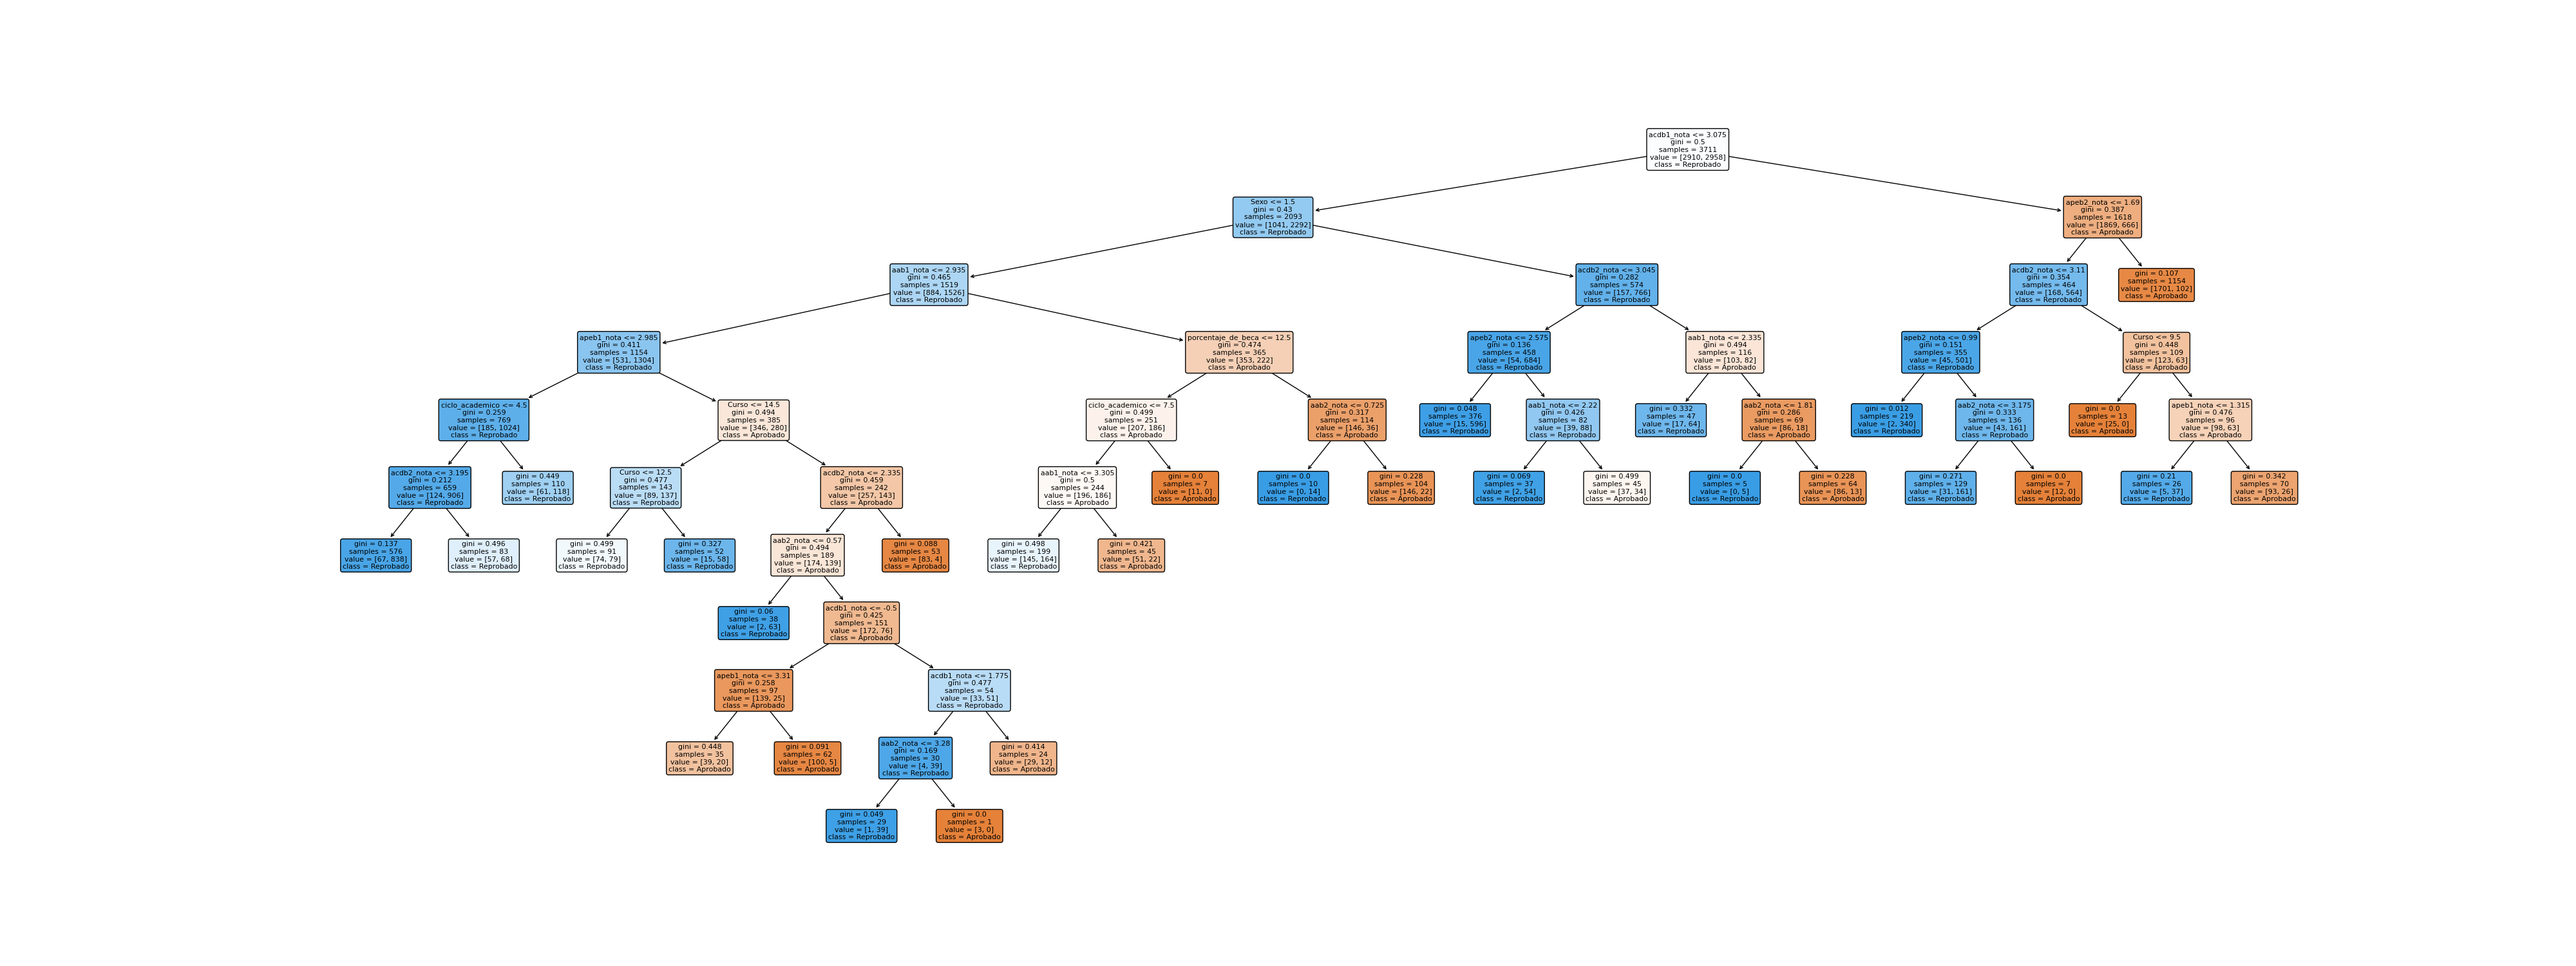 acdb1_nota <= 3.075
gini = 0.5
samples = 3711
value = [2910, 2958]
class = Reprobado
Sexo <= 1.5
gini = 0.43
samples = 2093
value = [1041, 2292]
class = Reprobado
apeb2_nota <= 1.69
gini = 0.387
samples = 1618
value = [1869, 666]
class = Aprobado
aab1_nota <= 2.935
gini = 0.465
samples = 1519
value = [884, 1526]
class = Reprobado
acdb2_nota <= 3.045
gini = 0.282
samples = 574
value = [157, 766]
class = Reprobado
acdb2_nota <= 3.11
gini = 0.354
samples = 464
value = [168, 564]
class = Reprobado
gini = 0.107
samples = 1154
value = [1701, 102]
class = Aprobado
apeb1_nota <= 2.985
gini = 0.411
samples = 1154
value = [531, 1304]
class = Reprobado
porcentaje_de_beca <= 12.5
gini = 0.474
samples = 365
value = [353, 222]
class = Aprobado
apeb2_nota <= 2.575
gini = 0.136
samples = 458
value = [54, 684]
class = Reprobado
aab1_nota <= 2.335
gini = 0.494
samples = 116
value = [103, 82]
class = Aprobado
apeb2_nota <= 0.99
gini = 0.151
samples = 355
value = [45, 501]
class = Reprobado
Curso <= 9.5
gini = 0.448
samples = 109
value = [123, 63]
class = Aprobado
ciclo_academico <= 4.5
gini = 0.259
samples = 769
value = [185, 1024]
class = Reprobado
Curso <= 14.5
gini = 0.494
samples = 385
value = [346, 280]
class = Aprobado
ciclo_academico <= 7.5
gini = 0.499
samples = 251
value = [207, 186]
class = Aprobado
aab2_nota <= 0.725
gini = 0.317
samples = 114
value = [146, 36]
class = Aprobado
gini = 0.048
samples = 376
value = [15, 596]
class = Reprobado
aab1_nota <= 2.22
gini = 0.426
samples = 82
value = [39, 88]
class = Reprobado
gini = 0.332
samples = 47
value = [17, 64]
class = Reprobado
aab2_nota <= 1.81
gini = 0.286
samples = 69
value = [86, 18]
class = Aprobado
gini = 0.012
samples = 219
value = [2, 340]
class = Reprobado
aab2_nota <= 3.175
gini = 0.333
samples = 136
value = [43, 161]
class = Reprobado
gini = 0.0
samples = 13
value = [25, 0]
class = Aprobado
apeb1_nota <= 1.315
gini = 0.476
samples = 96
value = [98, 63]
class = Aprobado
acdb2_nota <= 3.195
gini = 0.212
samples = 659
value = [124, 906]
class = Reprobado
gini = 0.449
samples = 110
value = [61, 118]
class = Reprobado
Curso <= 12.5
gini = 0.477
samples = 143
value = [89, 137]
class = Reprobado
acdb2_nota <= 2.335
gini = 0.459
samples = 242
value = [257, 143]
class = Aprobado
aab1_nota <= 3.305
gini = 0.5
samples = 244
value = [196, 186]
class = Aprobado
gini = 0.0
samples = 7
value = [11, 0]
class = Aprobado
gini = 0.0
samples = 10
value = [0, 14]
class = Reprobado
gini = 0.228
samples = 104
value = [146, 22]
class = Aprobado
gini = 0.069
samples = 37
value = [2, 54]
class = Reprobado
gini = 0.499
samples = 45
value = [37, 34]
class = Aprobado
gini = 0.0
samples = 5
value = [0, 5]
class = Reprobado
gini = 0.228
samples = 64
value = [86, 13]
class = Aprobado
gini = 0.271
samples = 129
value = [31, 161]
class = Reprobado
gini = 0.0
samples = 7
value = [12, 0]
class = Aprobado
gini = 0.21
samples = 26
value = [5, 37]
class = Reprobado
gini = 0.342
samples = 70
value = [93, 26]
class = Aprobado
gini = 0.137
samples = 576
value = [67, 838]
class = Reprobado
gini = 0.496
samples = 83
value = [57, 68]
class = Reprobado
gini = 0.499
samples = 91
value = [74, 79]
class = Reprobado
gini = 0.327
samples = 52
value = [15, 58]
class = Reprobado
aab2_nota <= 0.57
gini = 0.494
samples = 189
value = [174, 139]
class = Aprobado
gini = 0.088
samples = 53
value = [83, 4]
class = Aprobado
gini = 0.498
samples = 199
value = [145, 164]
class = Reprobado
gini = 0.421
samples = 45
value = [51, 22]
class = Aprobado
gini = 0.06
samples = 38
value = [2, 63]
class = Reprobado
acdb1_nota <= -0.5
gini = 0.425
samples = 151
value = [172, 76]
class = Aprobado
apeb1_nota <= 3.31
gini = 0.258
samples = 97
value = [139, 25]
class = Aprobado
acdb1_nota <= 1.775
gini = 0.477
samples = 54
value = [33, 51]
class = Reprobado
gini = 0.448
samples = 35
value = [39, 20]
class = Aprobado
gini = 0.091
samples = 62
value = [100, 5]
class = Aprobado
aab2_nota <= 3.28
gini = 0.169
samples = 30
value = [4, 39]
class = Reprobado
gini = 0.414
samples = 24
value = [29, 12]
class = Aprobado
gini = 0.049
samples = 29
value = [1, 39]
class = Reprobado
gini = 0.0
samples = 1
value = [3, 0]
class = Aprobado